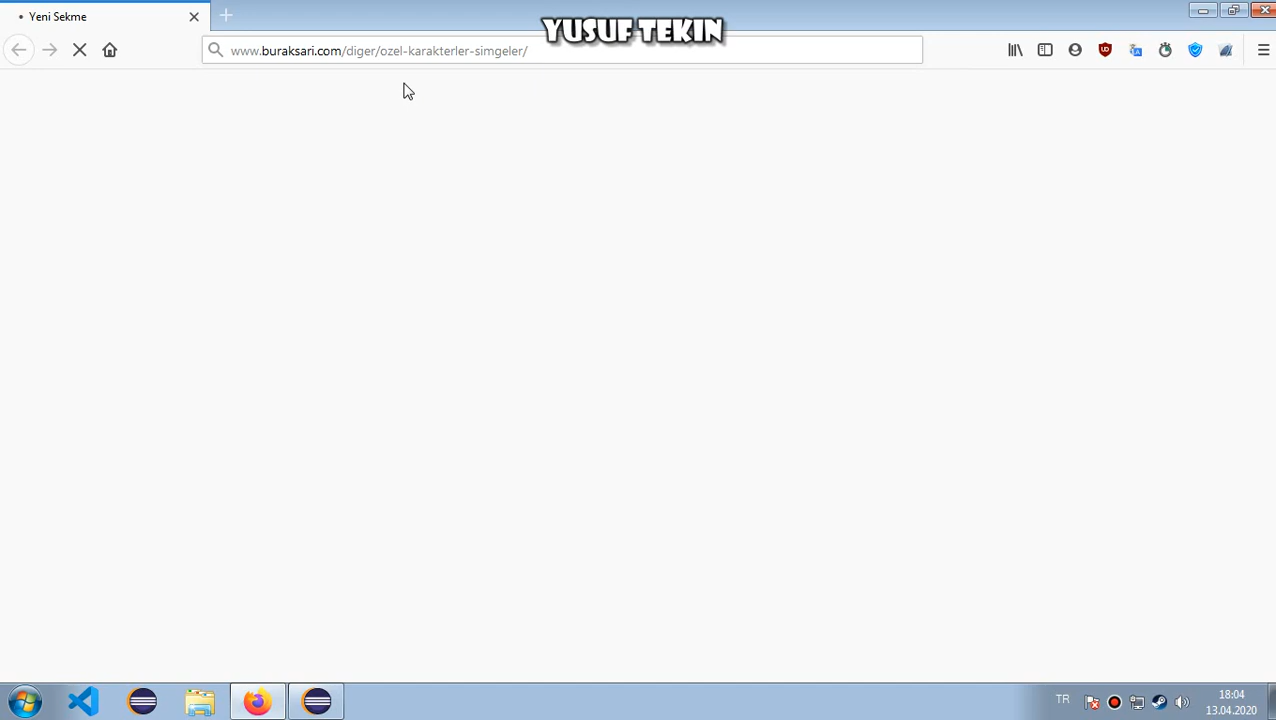 Yeni Sekme
YUSUF TEKIN
www.buraksari.com/diger/ozel-karakterler-simgeler/
TR
18:04
13.04.2020